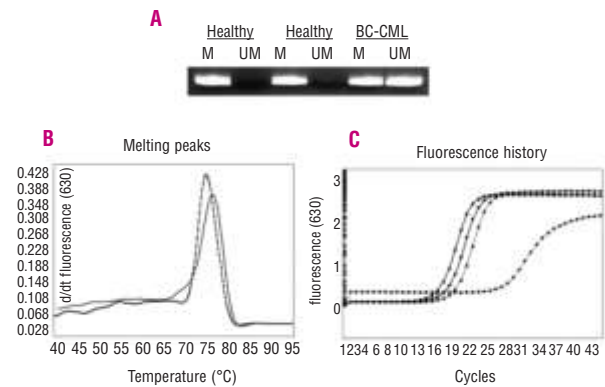 A
Healthy Healthy BC-CML
M UM M UM M UM
B
Melting peaks
d/dt fluorescence (630)
0.428
0.388
0.348
0.308
0.268
0.228
0.188
0.148
0.108
0.068
0.028
40 45 50 55 60 65 70 75 80 85 90 95
Temperature (°C)
C
Fluorescence history
fluorescence (630)
3
2
1
0
1234 6 8 10 13 16 19 22 25 2831 34 37 40 43
Cycles